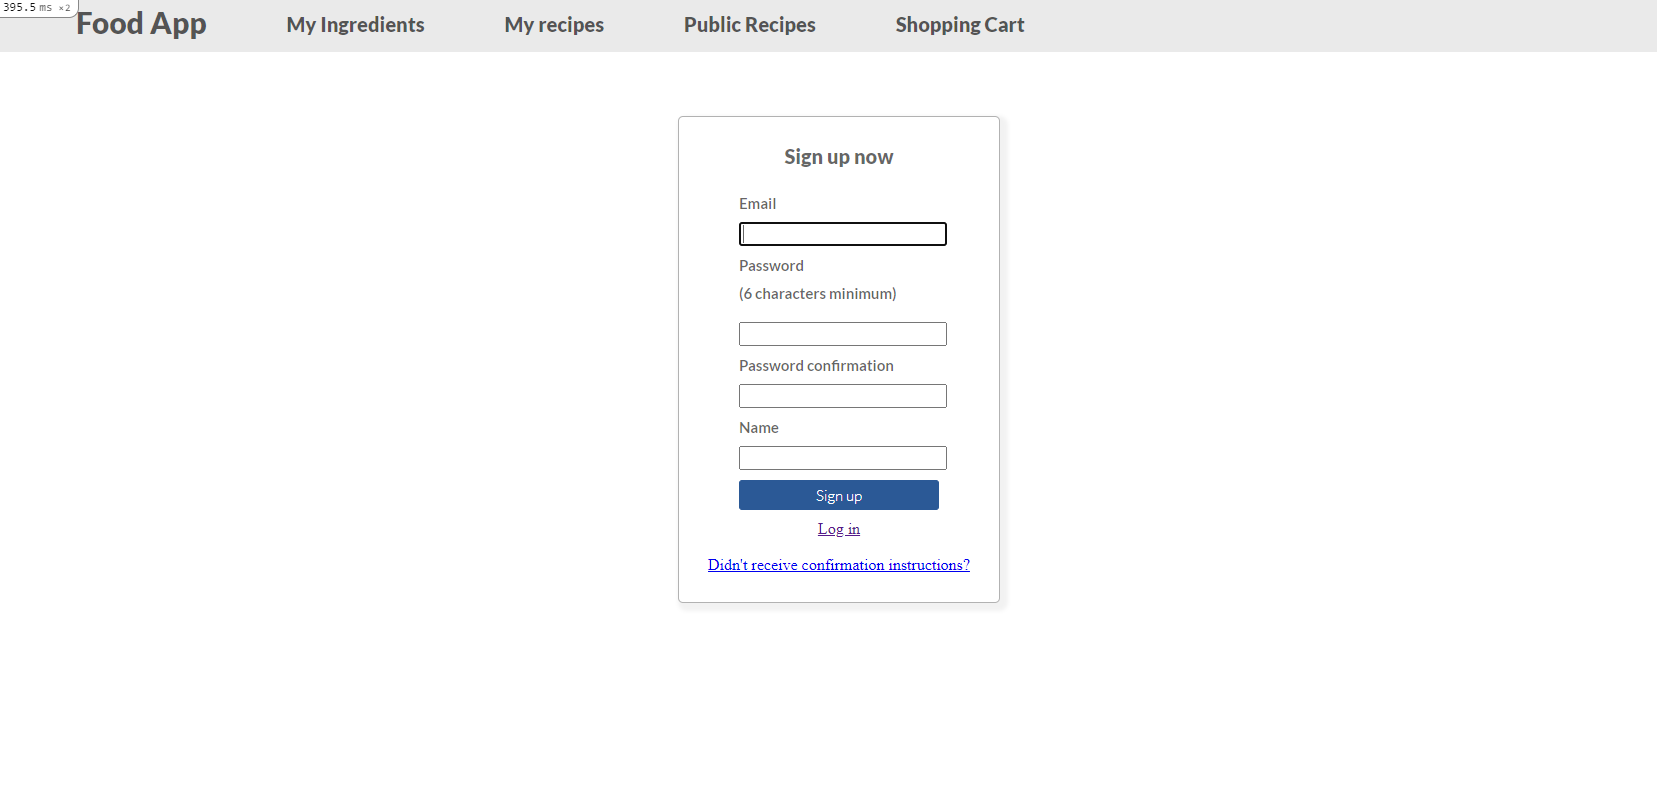 395.5 ms ×2
Food App My Ingredients My recipes Public Recipes Shopping Cart
Sign up now
Email
Password
(6 characters minimum)
Password confirmation
Name
Sign up
Log in
Didn't receive confirmation instructions?